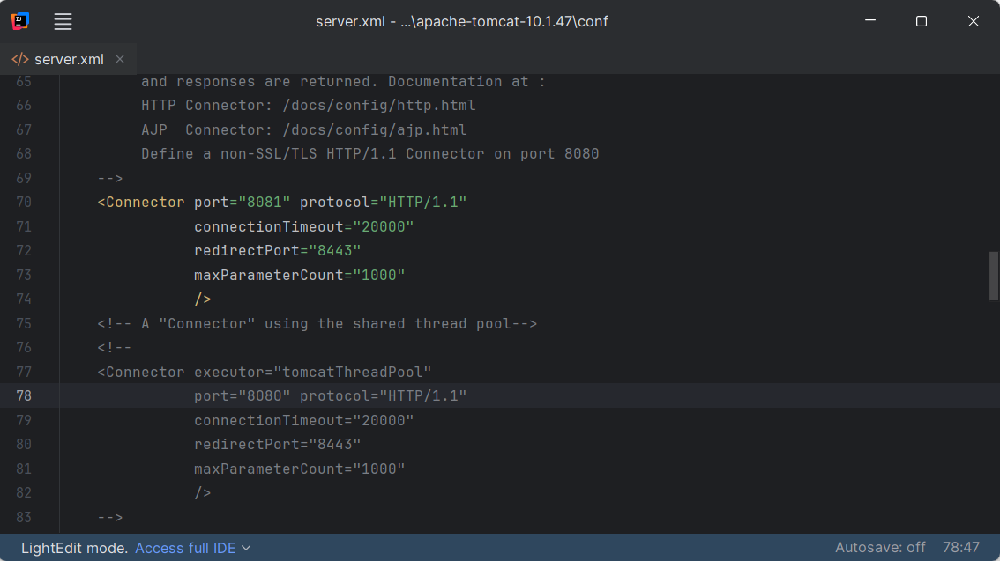 server.xml - ...\apache-tomcat-10.1.47\conf
</> server.xml
65 and responses are returned. Documentation at :
66 HTTP Connector: /docs/config/http.html
67 AJP  Connector: /docs/config/ajp.html
68 Define a non-SSL/TLS HTTP/1.1 Connector on port 8080
69 -->
70 <Connector port="8081" protocol="HTTP/1.1"
71 connectionTimeout="20000"
72 redirectPort="8443"
73 maxParameterCount="1000"
74 />
75 <!-- A "Connector" using the shared thread pool-->
76 <!--
77 <Connector executor="tomcatThreadPool"
78 port="8080" protocol="HTTP/1.1"
79 connectionTimeout="20000"
80 redirectPort="8443"
81 maxParameterCount="1000"
82 />
83 -->
LightEdit mode. Access full IDE Autosave: off 78:47